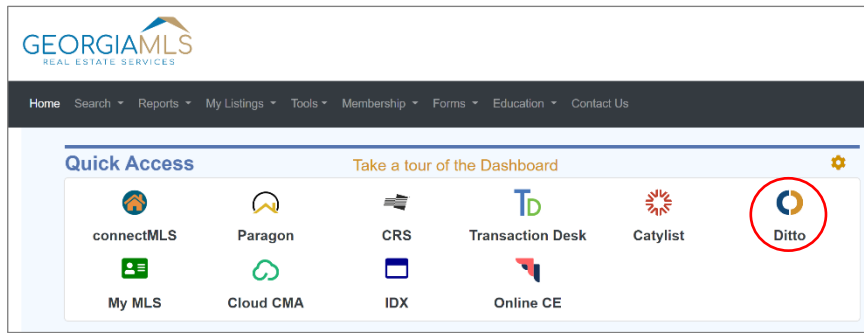 GEORGIAMLS
REAL ESTATE SERVICES
Home Search Reports My Listings Tools Membership Forms Education Contact Us
Quick Access Take a tour of the Dashboard
connectMLS Paragon CRS Transaction Desk Catylist Ditto
My MLS Cloud CMA IDX Online CE